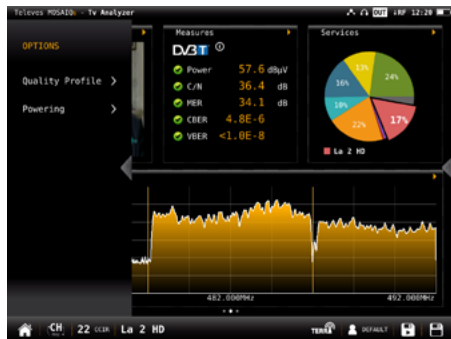 Televes MOSAIQ6 - Tv Analyzer
OUT iRF 12:20
OPTIONS
Quality Profile >
Powering >
Measures
DVB T
Power 57.6 dBµV
C/N 36.4 dB
MER 34.1 dB
CBER 4.8E-6
VBER <1.0E-8
Services
13%
24%
16%
10%
22%
17%
La 2 HD
482.000MHz
492.000MHz
CH 22 CCIR La 2 HD
TERRA DEFAULT